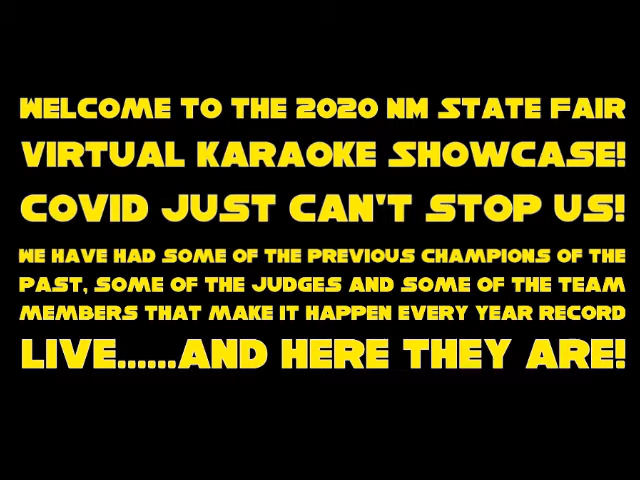 WELCOME TO THE 2020 NM STATE FAIR
VIRTUAL KARAOKE SHOWCASE!
COVID JUST CAN'T STOP US!
WE HAVE HAD SOME OF THE PREVIOUS CHAMPIONS OF THE
PAST, SOME OF THE JUDGES AND SOME OF THE TEAM
MEMBERS THAT MAKE IT HAPPEN EVERY YEAR RECORD
LIVE......AND HERE THEY ARE!